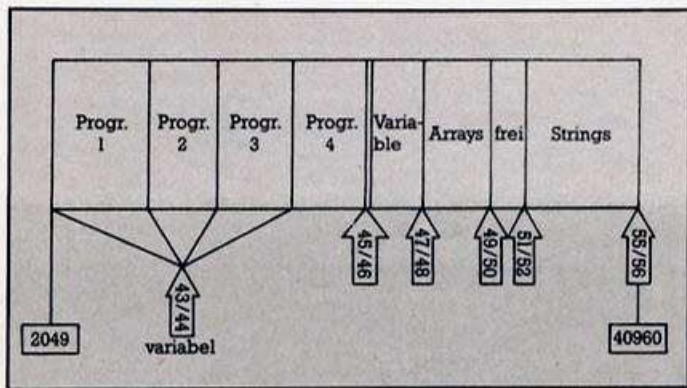 Progr.
1
Progr.
2
Progr.
3
Progr.
4
Varia-
ble
Arrays
frei
Strings
45/46
47/48
49/50
51/52
55/56
43/44
2049
variabel
40960